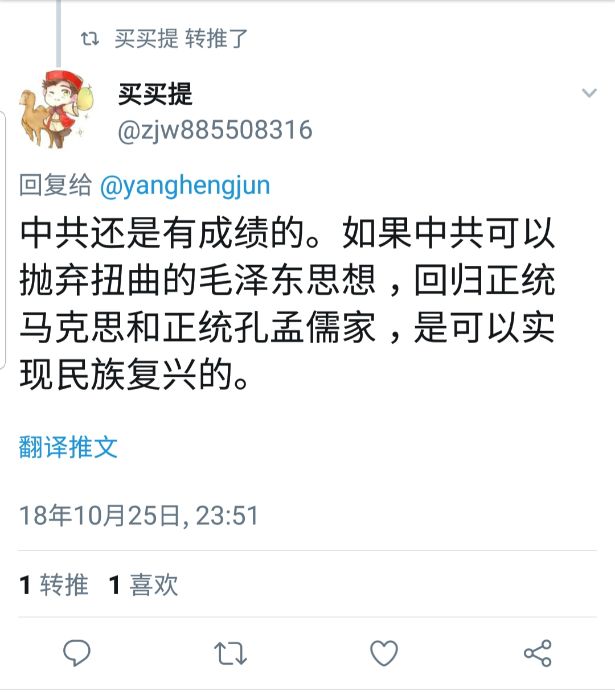 买买提 转推了
买买提
@zjw885508316
回复给 @yanghengjun
中共还是有成绩的。如果中共可以
抛弃扭曲的毛泽东思想，回归正统
马克思和正统孔孟儒家，是可以实
现民族复兴的。
翻译推文
18年10月25日, 23:51
1 转推 1 喜欢